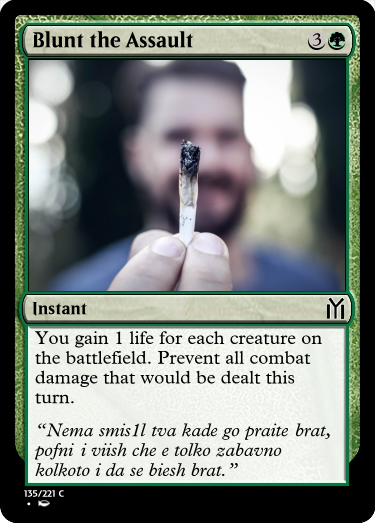 Blunt the Assault 3
Instant
You gain 1 life for each creature on
the battlefield. Prevent all combat
damage that would be dealt this
turn.
“Nema smis1l tva kade go praite brat,
pofni i viish che e tolko zabavno
kolkoto i da se biesh brat.”
135/221 C